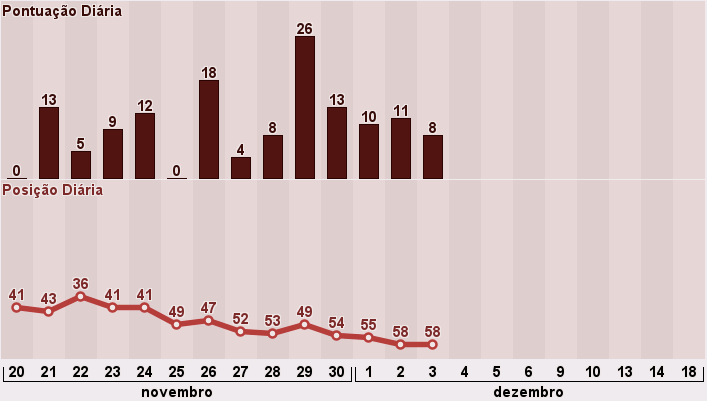 Pontuação Diária
0 13 5 9 12 0 18 4 8 26 13 10 11 8
Posição Diária
41 43 36 41 41 49 47 52 53 49 54 55 58 58
20 21 22 23 24 25 26 27 28 29 30 1 2 3 4 5 6 9 10 13 14 18
novembro dezembro